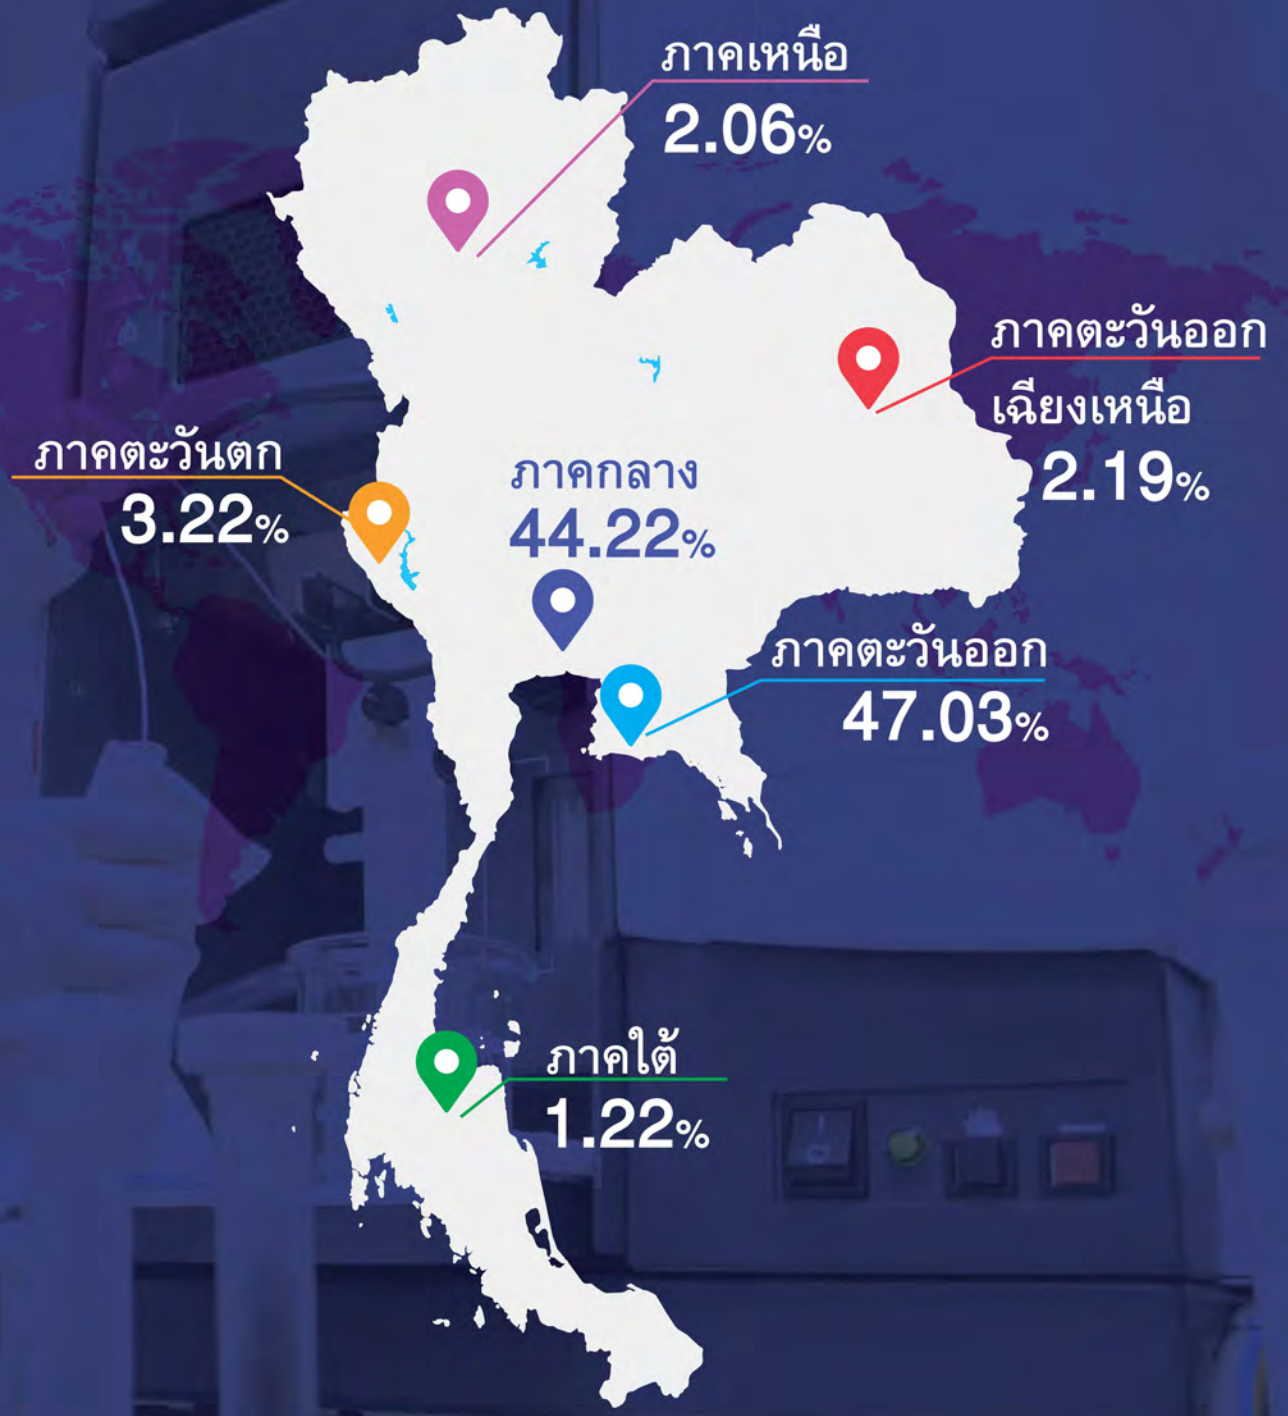 ภาคเหนือ
2.06%
ภาคตะวันออก
เฉียงเหนือ
2.19%
ภาคตะวันตก
3.22%
ภาคกลาง
44.22%
ภาคตะวันออก
47.03%
ภาคใต้
1.22%